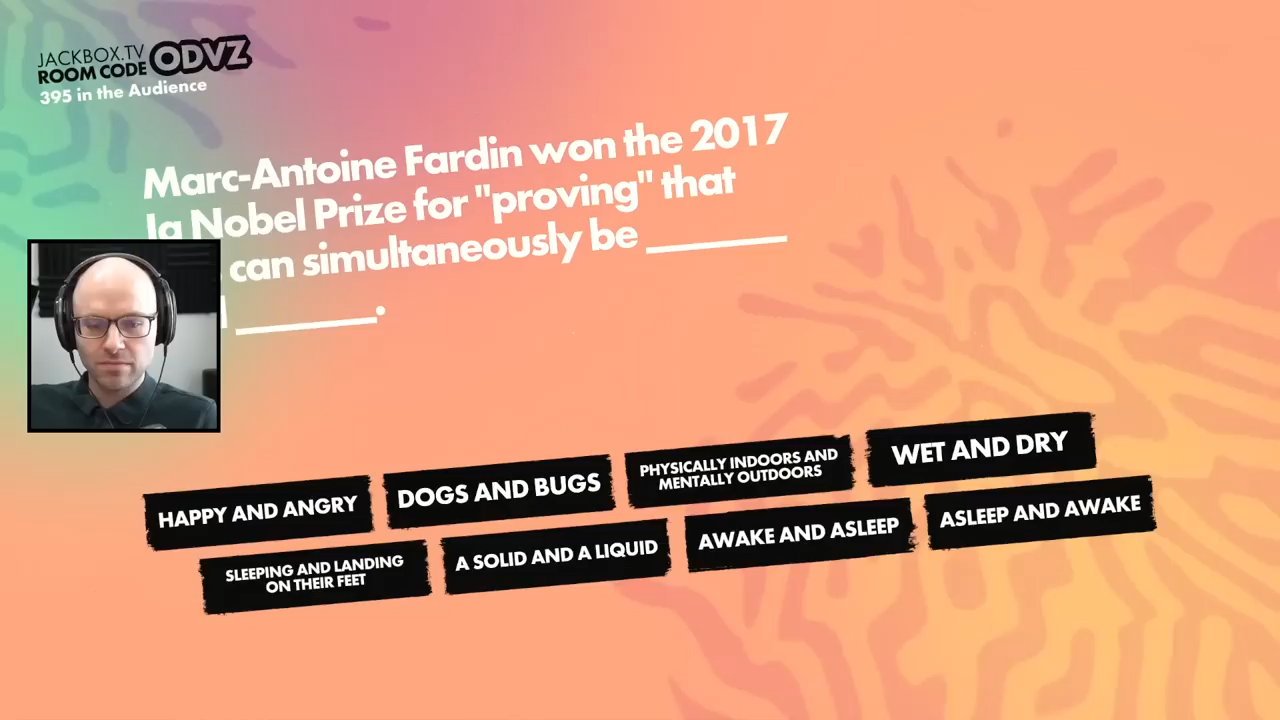 JACKBOX.TV
ROOM CODE ODVZ
395 in the Audience
Marc-Antoine Fardin won the 2017
Ig Nobel Prize for "proving" that
can simultaneously be ______
______.
HAPPY AND ANGRY
DOGS AND BUGS
PHYSICALLY INDOORS AND
MENTALLY OUTDOORS
WET AND DRY
SLEEPING AND LANDING
ON THEIR FEET
A SOLID AND A LIQUID
AWAKE AND ASLEEP
ASLEEP AND AWAKE